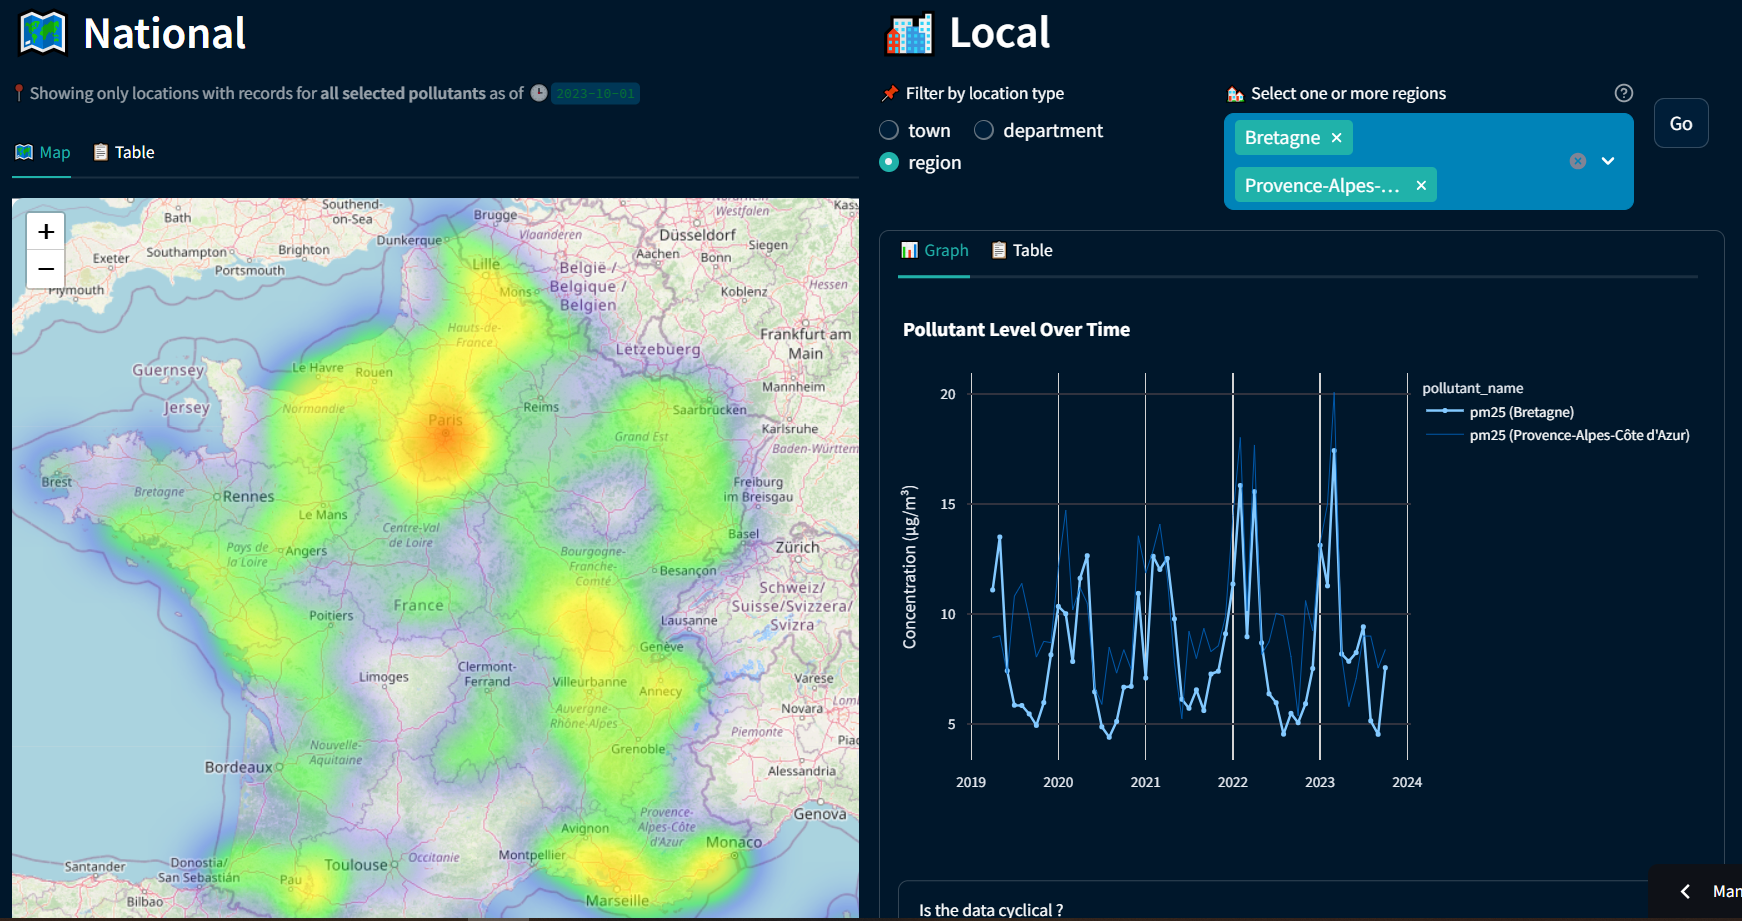 National
Showing only locations with records for all selected pollutants as of 2023-10-01
Map
Table
+
−
Southend-
on-Sea
Bath
Brugge
Vlaanderen
Westfalen
Kass
Dunkerque
Düsseldorf
Siegen
Southampton
Brighton
Exeter
Portsmouth
Aachen
Bonn
Lille
België /
Belgique /
Belgien
Hessen
Koblenz
Plymouth
Mons
Hauts-de-
France
Frankfurt am
Main
Lëtzebuerg
Guernsey
Le Havre
Rouen
Mannheim
Jersey
Normandie
Paris
Reims
Saarbrücken
Karlsruhe
Grand Est
Baden-Württem
Brest
Bretagne
Rennes
Freiburg
im Breisgau
Le Mans
Centre-Val
de Loire
Basel
Zürich
Pays de
la Loire
Angers
Bourgogne-
Franche-
Comté
Besançon
France
Poitiers
Schweiz/
Suisse/Svizzera/
Svizra
Lausanne
Genève
Limoges
Clermont-
Ferrand
Villeurbanne
Annecy
Varese
Lom
Novara
Auvergne-
Rhône-Alpes
Piemonte
Nouvelle-
Aquitaine
Grenoble
Piac
Bordeaux
Alessandria
Provence-
Alpes-Côte
d'Azur
Genova
Avignon
Monaco
Santander
Donostia/
San Sebastián
Toulouse
Occitanie
Montpellier
Pau
Bilbao
Marseille
Local
Filter by location type
town
department
region
Select one or more regions
Bretagne ×
Provence-Alpes-... ×
?
Go
Graph
Table
Pollutant Level Over Time
Concentration (µg/m³)
20
15
10
5
2019 2020 2021 2022 2023 2024
pollutant_name
pm25 (Bretagne)
pm25 (Provence-Alpes-Côte d'Azur)
Is the data cyclical ?
Man